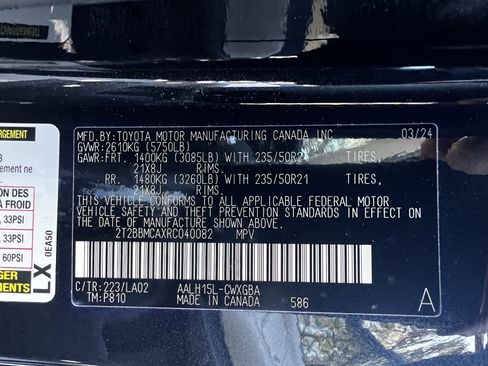 MFD.BY:TOYOTA MOTOR MANUFACTURING CANADA INC. 03/24
GVWR:2610KG (5750LB)
GAWR:FRT. 1400KG (3085LB) WITH 235/50R21 TIRES,
21X8J RIMS.
RR. 1480KG (3260LB) WITH 235/50R21 TIRES,
21X8J RIMS.
THIS VEHICLE CONFORMS TO ALL APPLICABLE FEDERAL MOTOR
VEHICLE SAFETY AND THEFT PREVENTION STANDARDS IN EFFECT ON
THE DATE OF MANUFACTURE SHOWN ABOVE.
2T2BBMCAXRC040082 MPV
C/TR:223/LA02 AALH15L-CWXGBA
TM:P810 MADE IN CANADA 586
A
ARGEMENT
DES
À FROID
33PSI
33PSI
60PSI
LX
0EA50